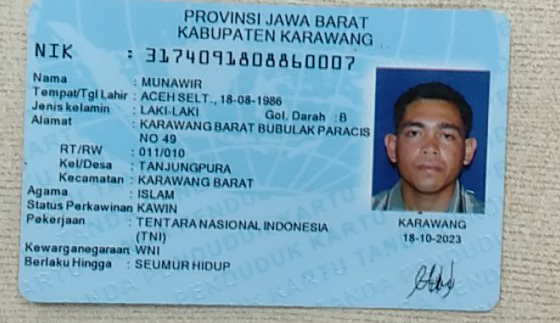 PROVINSI JAWA BARAT
KABUPATEN KARAWANG
NIK : 3174091808860007
Nama : MUNAWIR
Tempat/Tgl Lahir : ACEH SELT., 18-08-1986
Jenis kelamin : LAKI-LAKI Gol. Darah : B
Alamat : KARAWANG BARAT BUBULAK PARACIS
NO 49
RT/RW : 011/010
Kel/Desa : TANJUNGPURA
Kecamatan : KARAWANG BARAT
Agama : ISLAM
Status Perkawinan KAWIN
Pekerjaan : TENTARA NASIONAL INDONESIA
(TNI)
Kewarganegaraan WNI
Berlaku Hingga : SEUMUR HIDUP
KARAWANG
18-10-2023